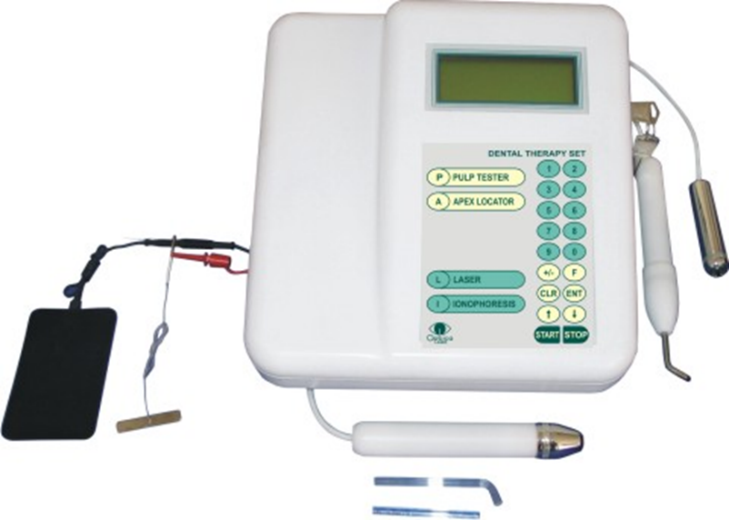 DENTAL THERAPY SET
P PULP TESTER
A APEX LOCATOR
1 2
3 4
5 6
7 8
9 0
L LASER
I IONOPHORESIS
+/- F
CLR ENT
↑ ↓
START STOP